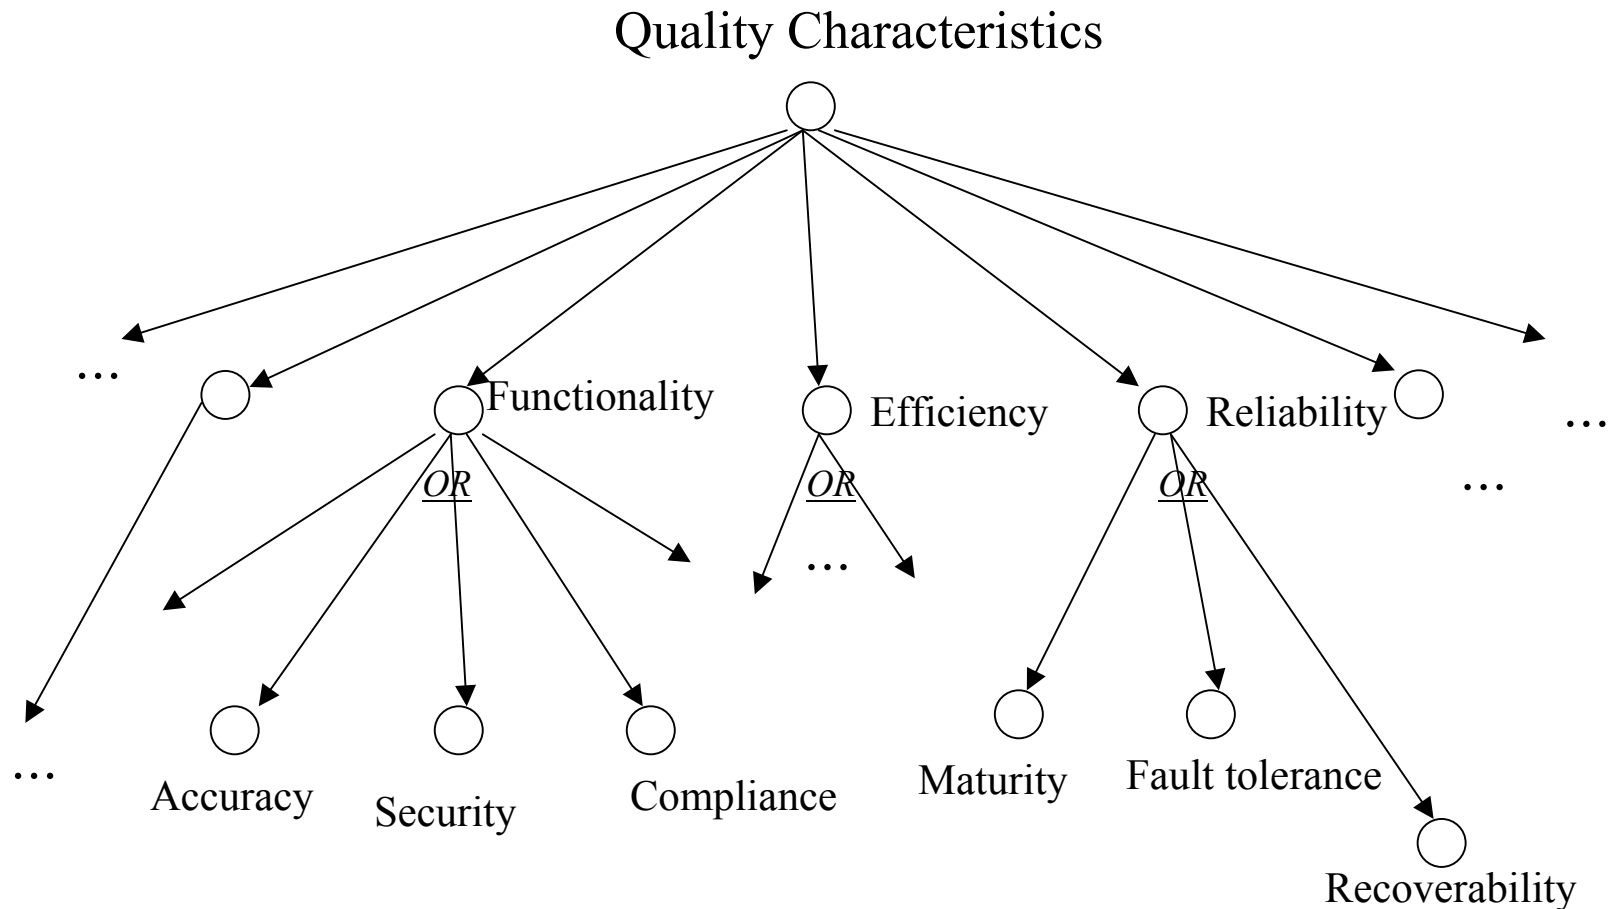 Quality Characteristics
...
Functionality
Efficiency
Reliability
...
OR
OR
OR
...
...
...
Accuracy
Security
Compliance
Maturity
Fault tolerance
Recoverability